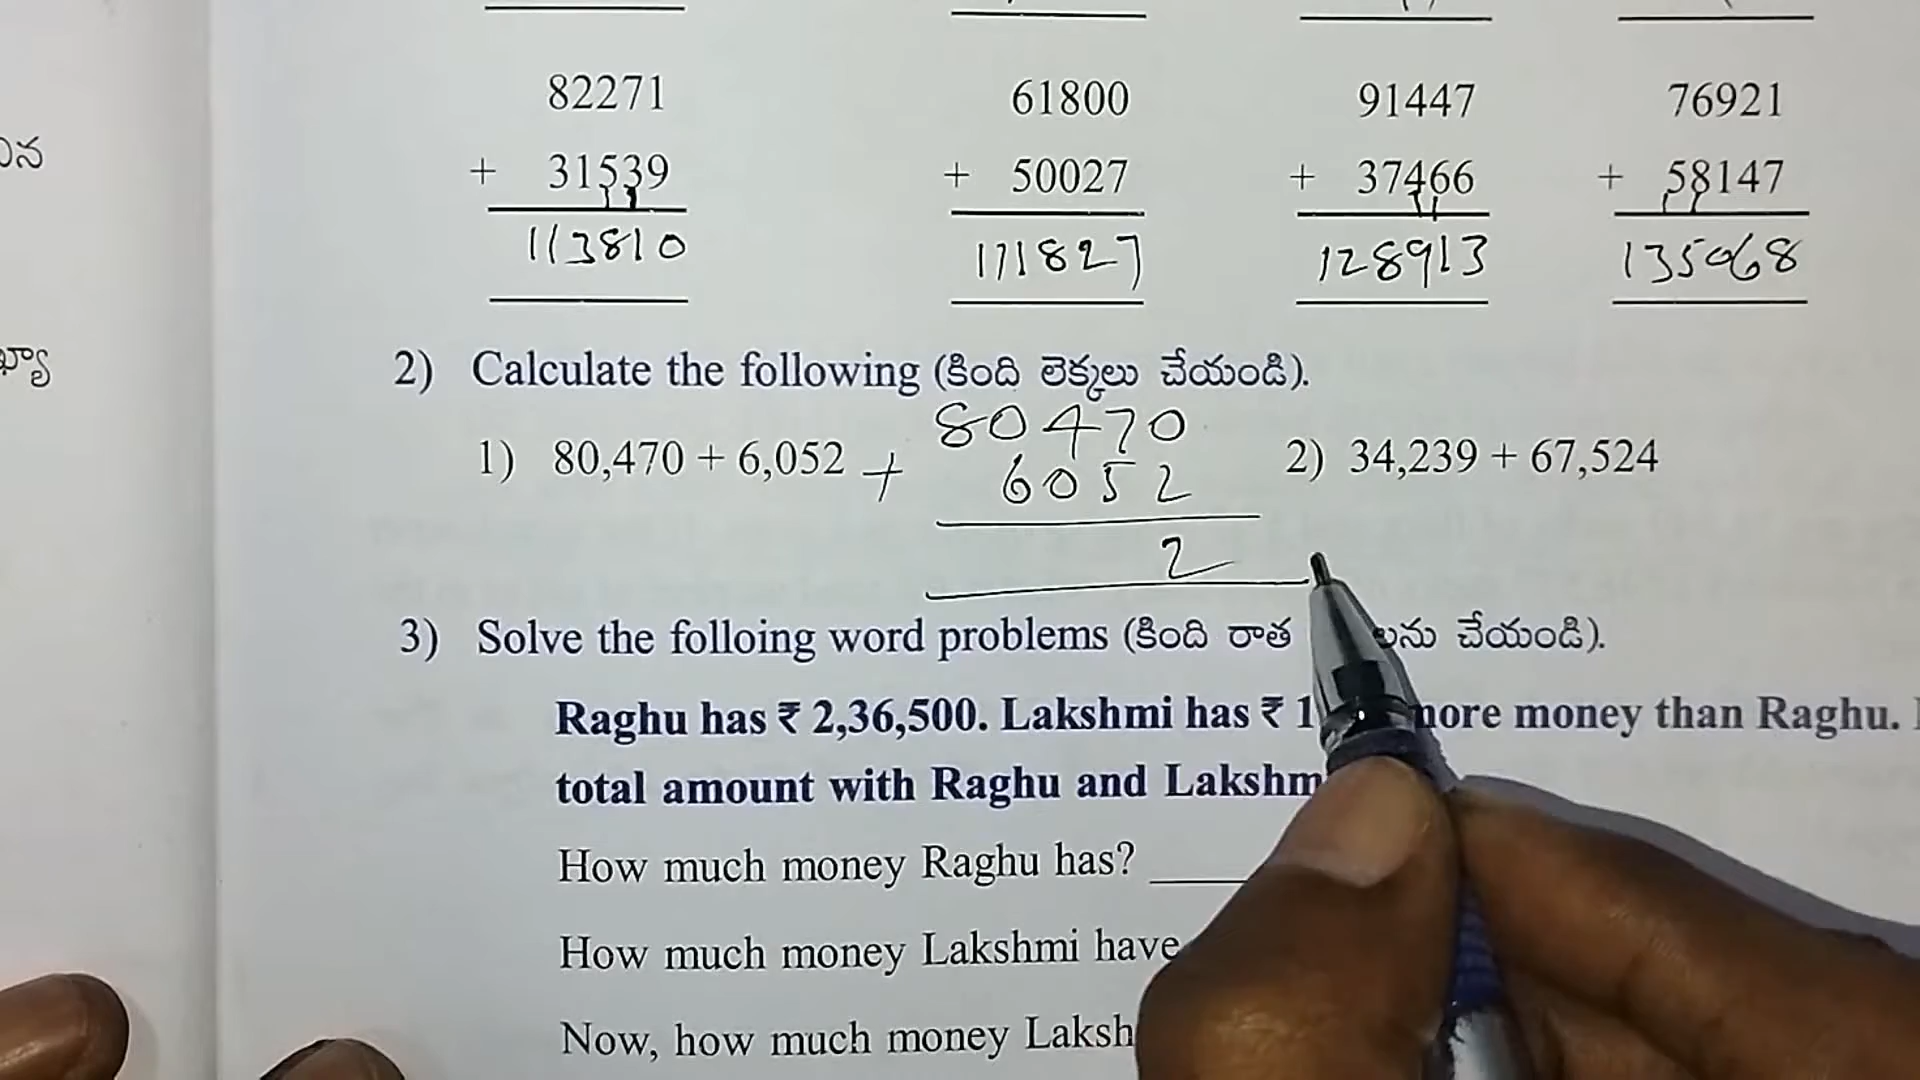 82271 61800 91447 76921
+ 31539 + 50027 + 37466 + 58147
113810 111827 128913 135068
2) Calculate the following (కింది లెక్కలు చేయండి).
1) 80,470 + 6,052
80470
+ 6052
2
2) 34,239 + 67,524
3) Solve the folloing word problems (కింది రాత చేయండి).
Raghu has ₹ 2,36,500. Lakshmi has ₹ more money than Raghu.
total amount with Raghu and
How much money Raghu has?
How much money Lakshmi have
Now, how much money